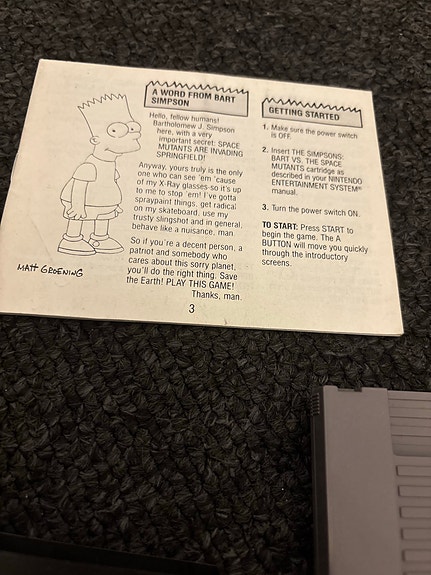 A WORD FROM BART
SIMPSON
Hello, fellow humans!
Bartholomew J. Simpson
here, with a very
important secret: SPACE
MUTANTS ARE INVADING
SPRINGFIELD!
Anyway, yours truly is the only
one who can see 'em 'cause
of my X-Ray glasses-so it's up
to me to stop 'em! I've gotta
spraypaint things, get radical
on my skateboard, use my
trusty slingshot and in general,
behave like a nuisance, man.
So if you're a decent person, a
patriot and somebody who
cares about this sorry planet,
you'll do the right thing. Save
the Earth! PLAY THIS GAME!
Thanks, man.
MATT GROENING
3
GETTING STARTED
1. Make sure the power switch
is OFF.
2. Insert THE SIMPSONS:
BART VS. THE SPACE
MUTANTS cartridge as
described in your NINTENDO
ENTERTAINMENT SYSTEM®
manual.
3. Turn the power switch ON.
TO START: Press START to
begin the game. The A
BUTTON will move you quickly
through the introductory
screens.